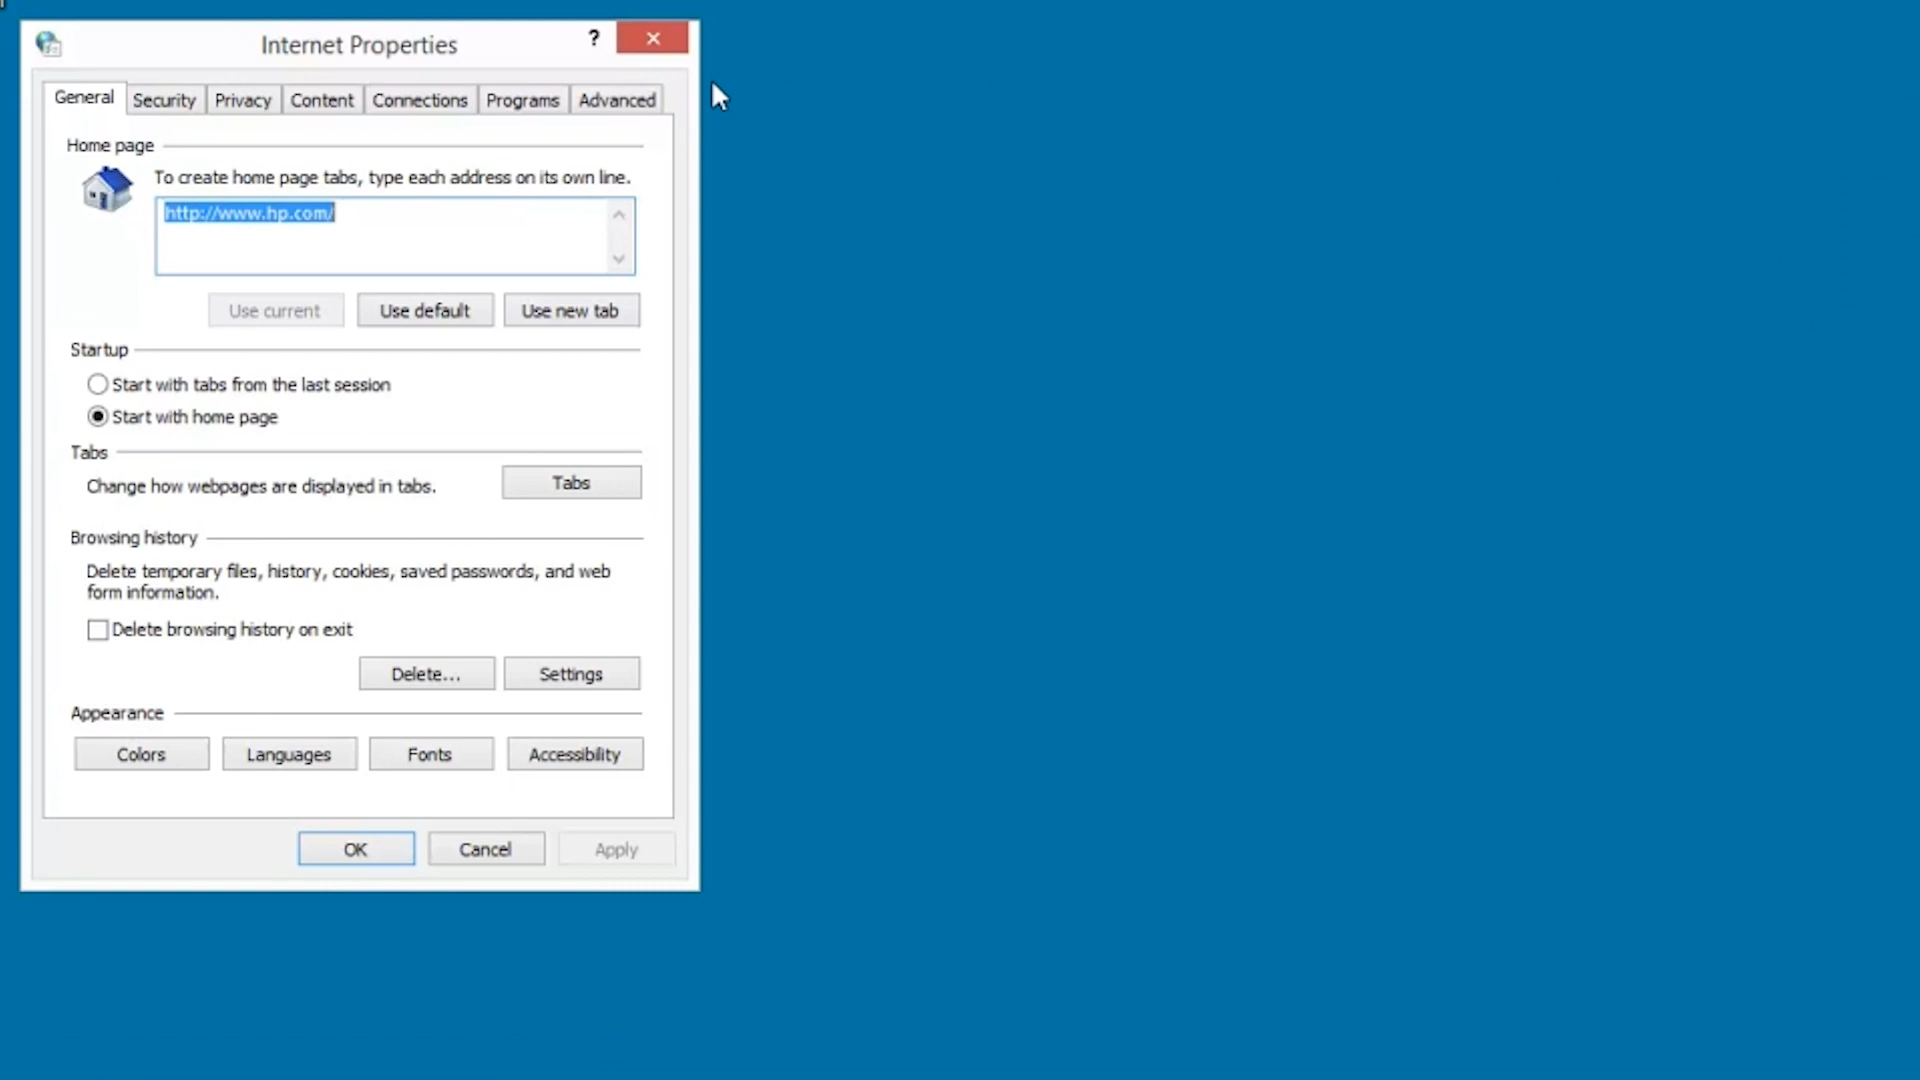 Internet Properties
?
General Security Privacy Content Connections Programs Advanced
Home page
To create home page tabs, type each address on its own line.
http://www.hp.com/
Use current Use default Use new tab
Startup
Start with tabs from the last session
Start with home page
Tabs
Change how webpages are displayed in tabs. Tabs
Browsing history
Delete temporary files, history, cookies, saved passwords, and web
form information.
Delete browsing history on exit
Delete... Settings
Appearance
Colors Languages Fonts Accessibility
OK Cancel Apply